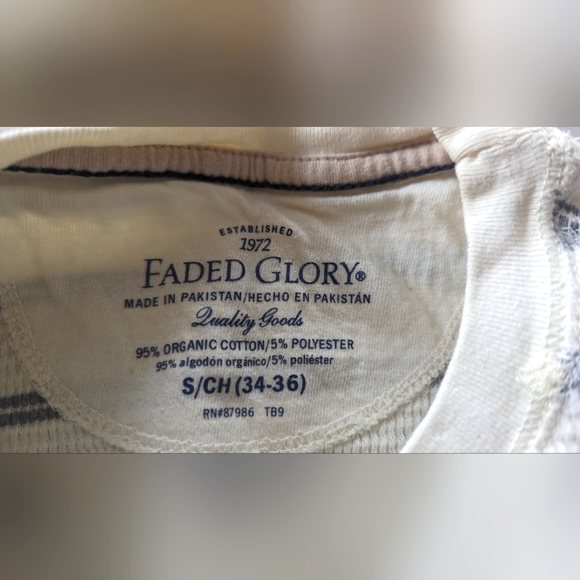 ESTABLISHED
1972
FADED GLORY®
MADE IN PAKISTAN/HECHO EN PAKISTÁN
Quality Goods
95% ORGANIC COTTON/5% POLYESTER
95% algodón orgánico/5% poliéster
S/CH (34-36)
RN#87986 TB9